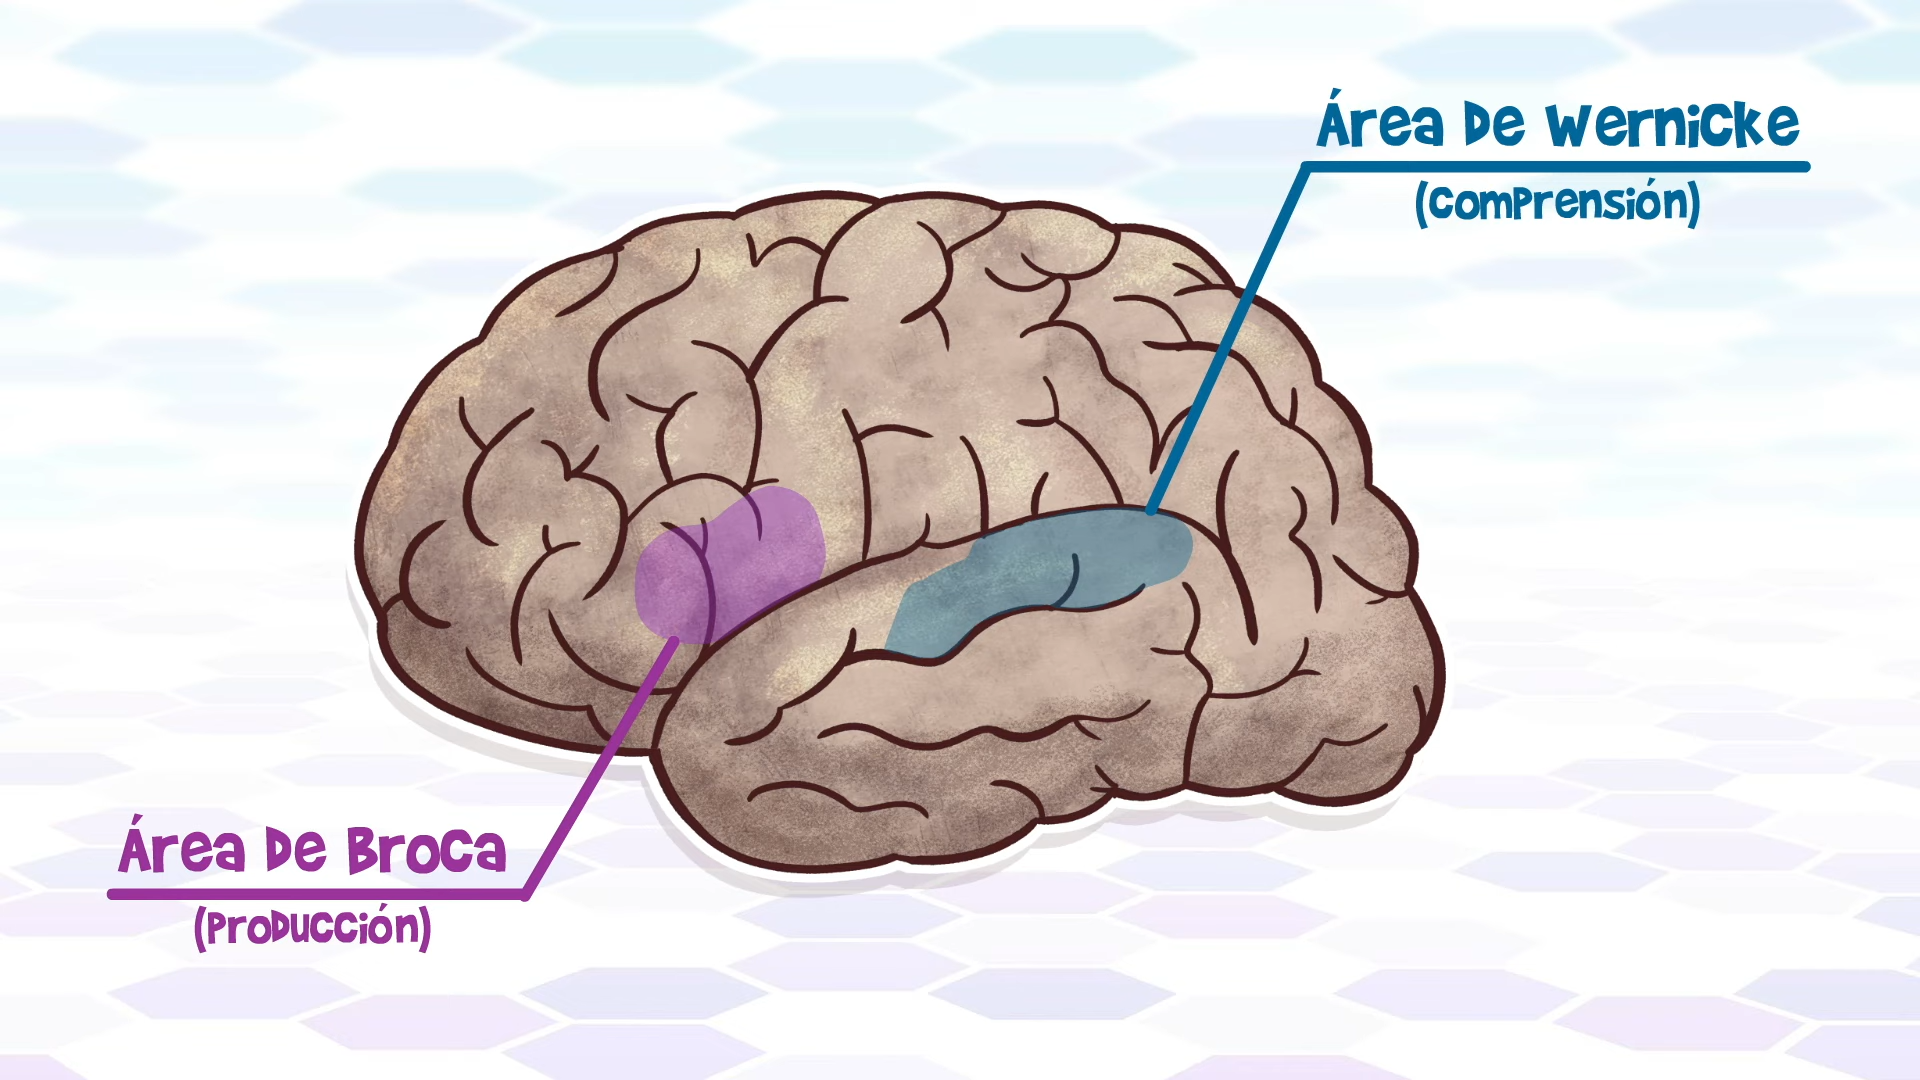 Área de Wernicke
(Comprensión)
Área de Broca
(Producción)